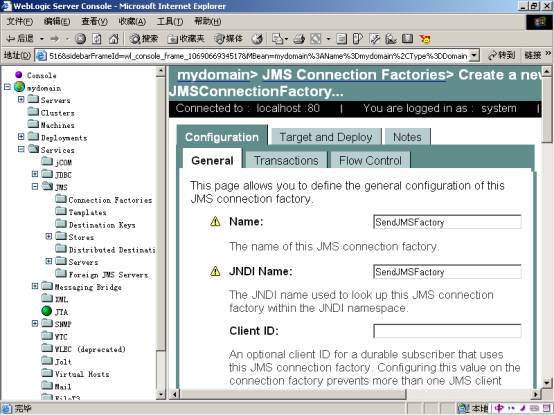 WebLogic Server Console - Microsoft Internet Explorer
文件(F) 编辑(E) 查看(V) 收藏(A) 工具(T) 帮助(H)
后退 搜索 收藏夹
地址(D) 516&sidebarFrameId=wl_console_frame_1069066934517&MBean=mydomain%3AName%3Dmydomain%2CType%3DDomain 转到 链接
Console
mydomain
Servers
Clusters
Machines
Deployments
Services
jCOM
JDBC
JMS
Connection Factories
Templates
Destination Keys
Stores
Distributed Destinati
Servers
Foreign JMS Servers
Messaging Bridge
XML
JTA
SNMP
WTC
WLEC (deprecated)
Jolt
Virtual Hosts
Mail
FileT3
mydomain> JMS Connection Factories> Create a new
JMSConnectionFactory...
Connected to : localhost :80 | You are logged in as : system |
Configuration Target and Deploy Notes
General Transactions Flow Control
This page allows you to define the general configuration of this
JMS connection factory.
Name: SendJMSFactory
The name of this JMS connection factory.
JNDI Name: SendJMSFactory
The JNDI name used to look up this JMS connection
factory within the JNDI namespace.
Client ID:
An optional client ID for a durable subscriber that uses
this JMS connection factory. Configuring this value on the
connection factory prevents more than one JMS client
完毕 本地 中